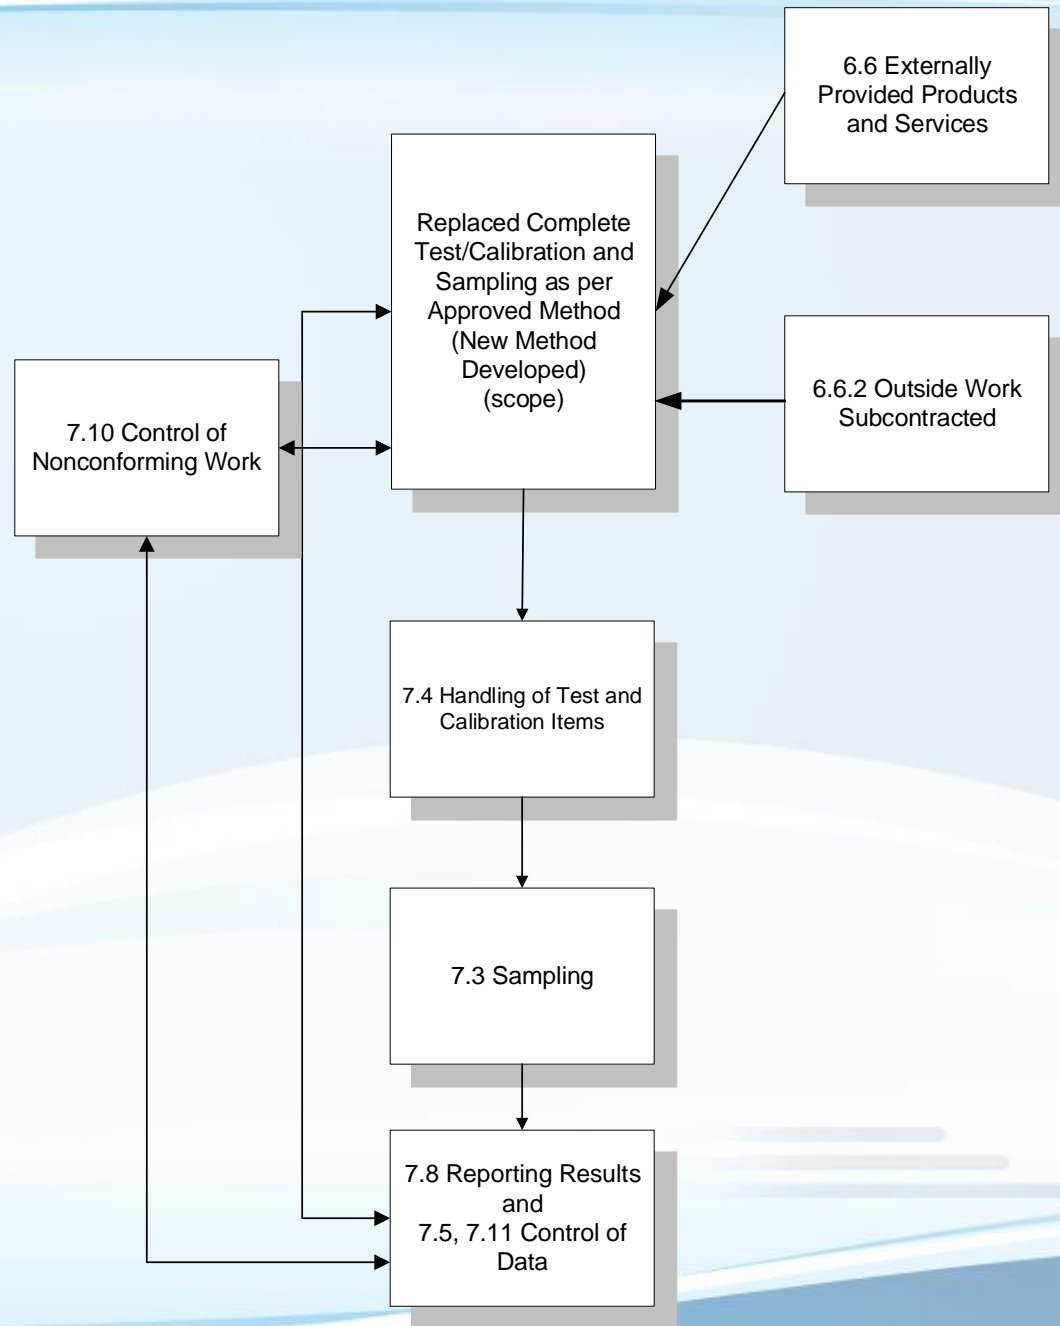 6.6 Externally
Provided Products
and Services
Replaced Complete
Test/Calibration and
Sampling as per
Approved Method
(New Method
Developed)
(scope)
6.6.2 Outside Work
Subcontracted
7.10 Control of
Nonconforming Work
7.4 Handling of Test and
Calibration Items
7.3 Sampling
7.8 Reporting Results
and
7.5, 7.11 Control of
Data